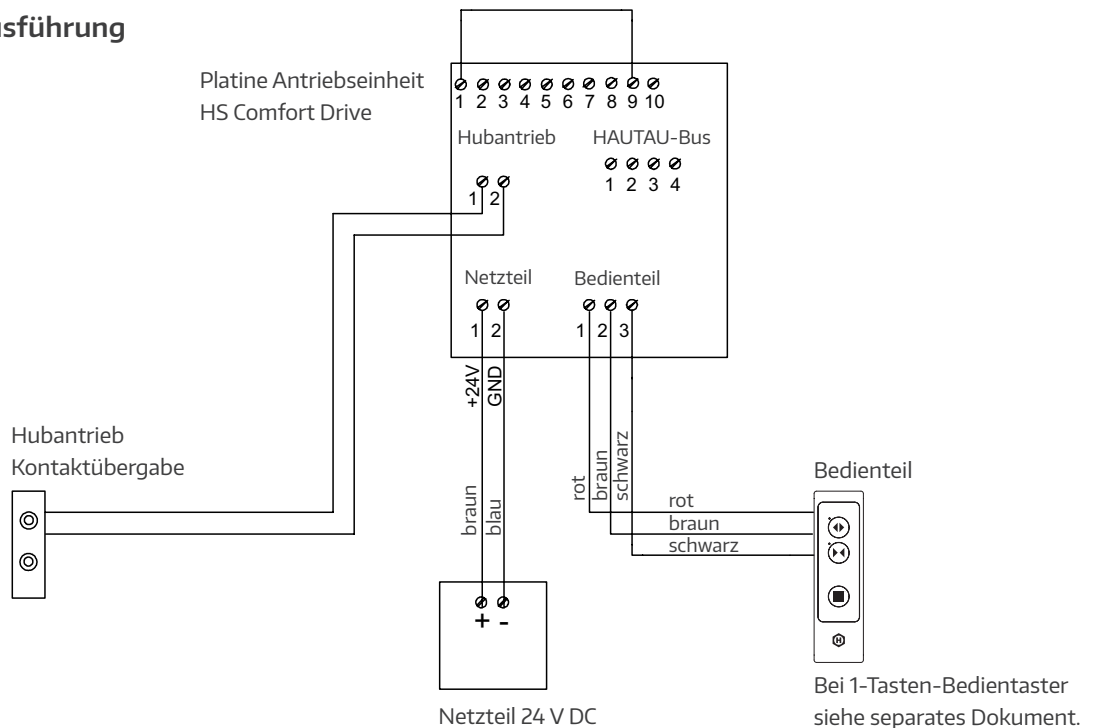 usführung
Platine Antriebseinheit
HS Comfort Drive
1 2 3 4 5 6 7 8 9 10
Hubantrieb
HAUTAU-Bus
1 2 3 4
1 2
Netzteil
Bedienteil
1 2
1 2 3
+24V
GND
Hubantrieb
Kontaktübergabe
braun
blau
rot
braun
schwarz
rot
braun
schwarz
Bedienteil
+ -
H
Netzteil 24 V DC
Bei 1-Tasten-Bedientaster
siehe separates Dokument.